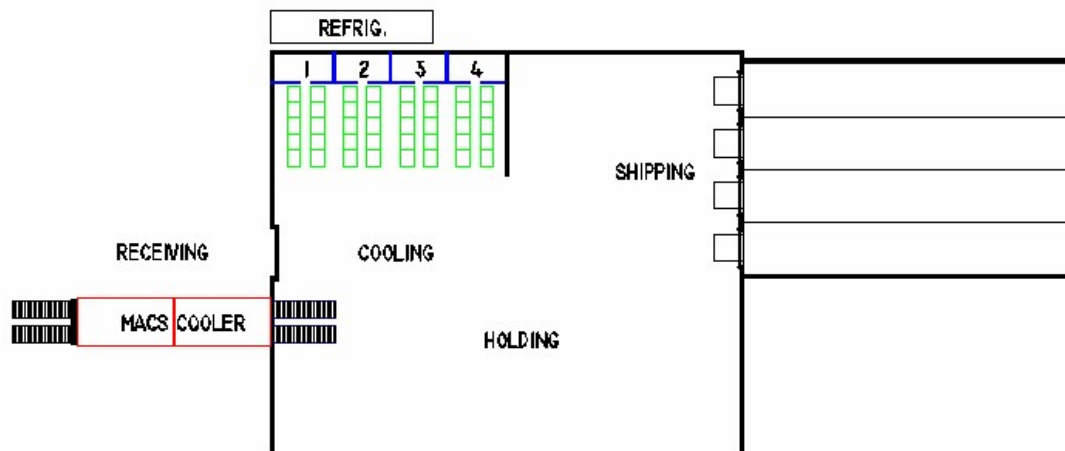 REFRIG.
1 2 3 4
SHIPPING
RECEIVING COOLING
MACS COOLER
HOLDING